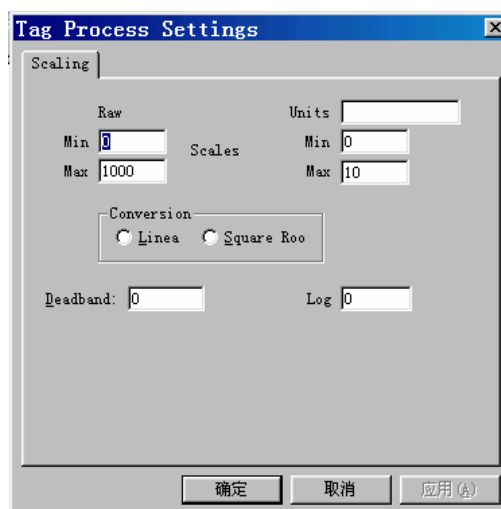 Tag Process Settings
Scaling
Raw Units
Min 0 Scales Min 0
Max 1000 Max 10
Conversion
Linea Square Roo
Deadband: 0 Log 0
确定 取消 应用(A)